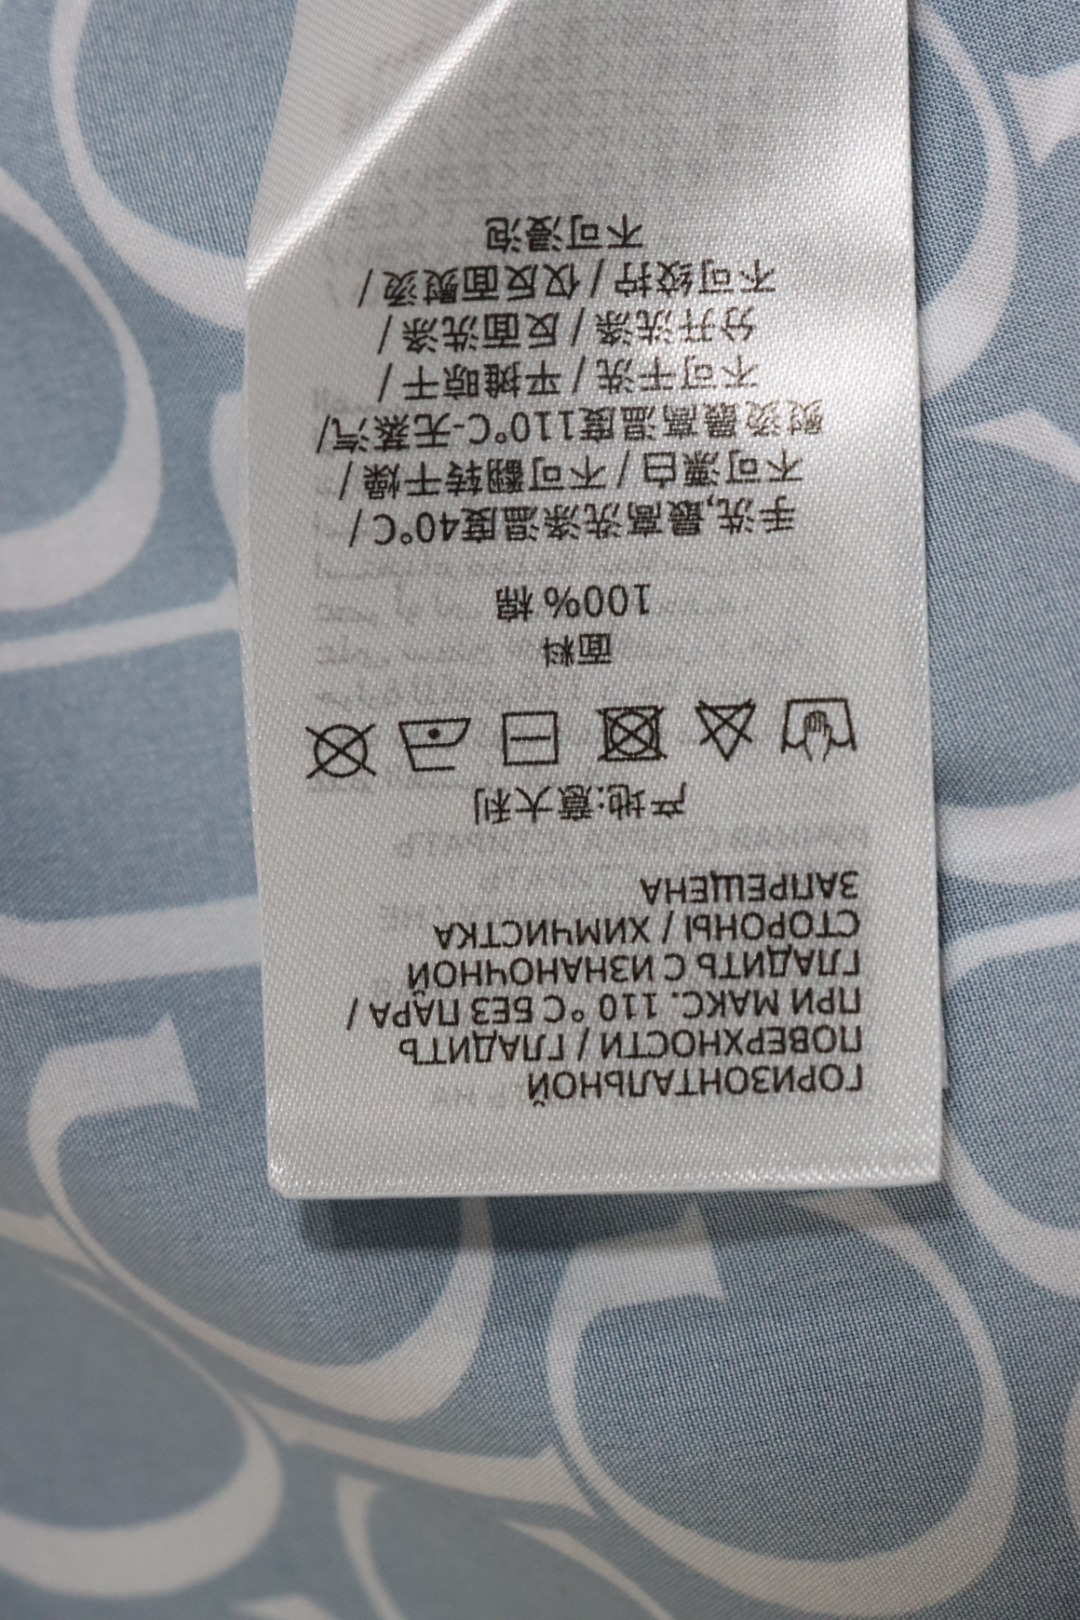 ГОРИЗОНТАЛЬНОЙ
ПОВЕРХНОСТИ / ГЛАДИТЬ
ПРИ МАКС. 110 °C БЕЗ ПАРА /
ГЛАДИТЬ С ИЗНАНОЧНОЙ
СТОРОНЫ / ХИМЧИСТКА
ЗАПРЕЩЕНА
产地:意大利
面料
100% 棉
手洗,最高洗涤温度40°C /
不可漂白 / 不可翻转干燥 /
熨烫最高温度110°C-无蒸汽/
不可干洗 / 平摊晾干 /
分开洗涤 / 反面洗涤 /
不可绞拧 / 仅反面熨烫 /
不可浸泡